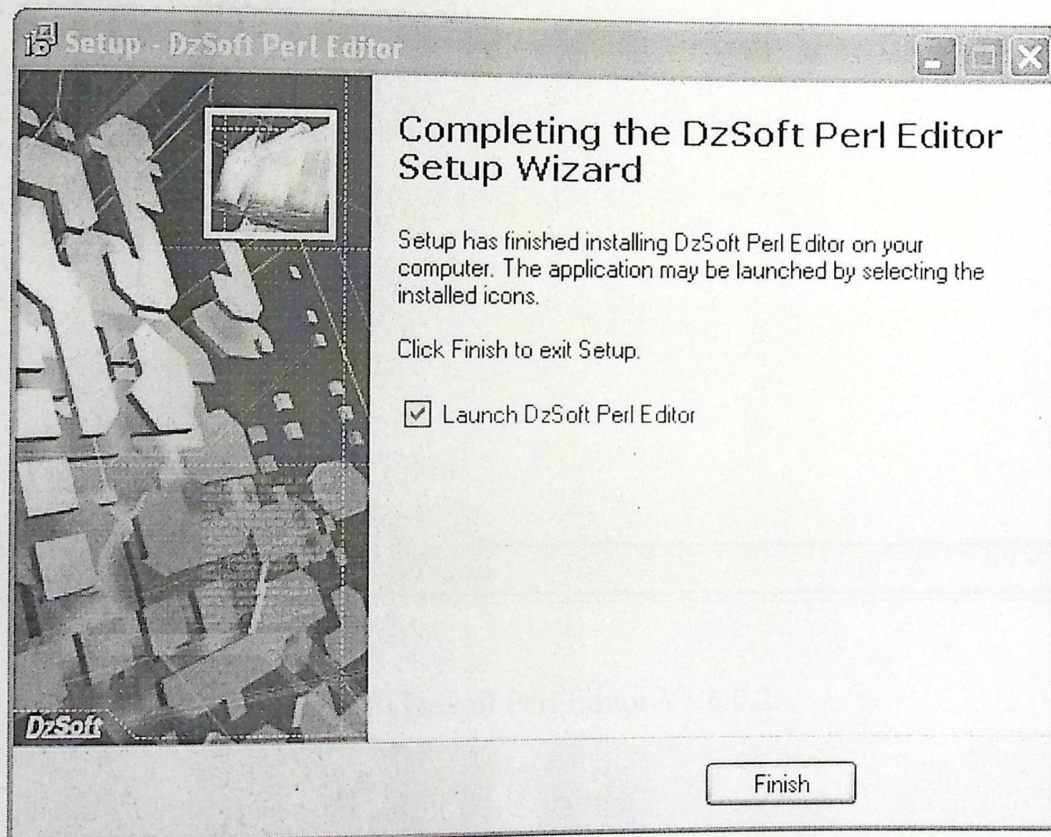 Setup - DzSoft Perl Editor
Completing the DzSoft Perl Editor
Setup Wizard
Setup has finished installing DzSoft Perl Editor on your
computer. The application may be launched by selecting the
installed icons.
Click Finish to exit Setup.
Launch DzSoft Perl Editor
DzSoft
Finish